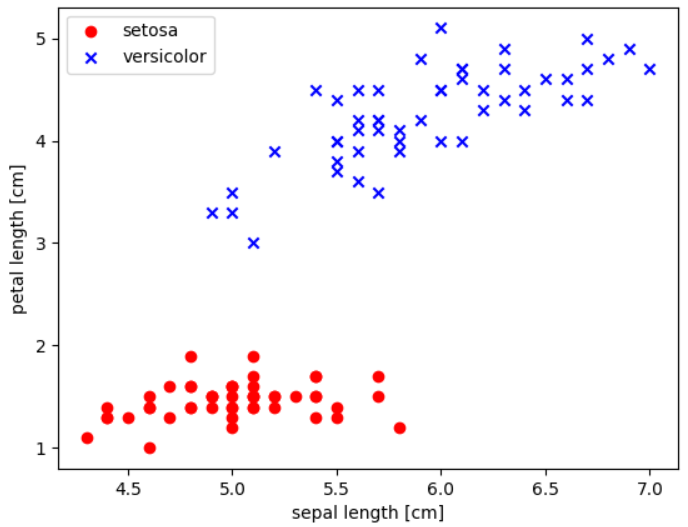 setosa
versicolor
5
4
3
2
1
petal length [cm]
4.5 5.0 5.5 6.0 6.5 7.0
sepal length [cm]